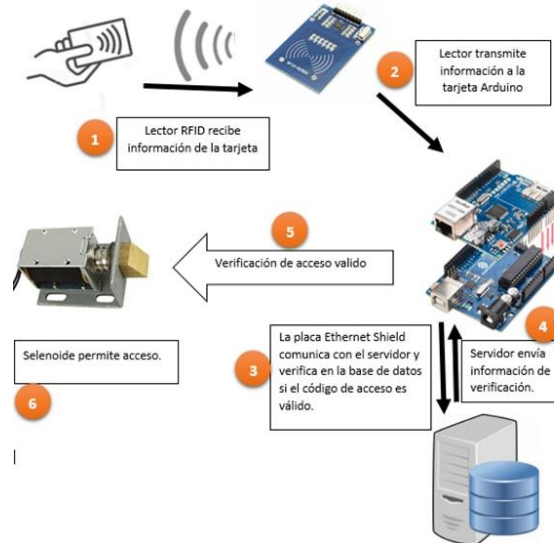 1
Lector RFID recibe
información de la tarjeta
2
Lector transmite
información a la
tarjeta Arduino
3
La placa Ethernet Shield
comunica con el servidor y
verifica en la base de datos
si el código de acceso es
válido.
4
Servidor envía
información de
verificación.
5
Verificación de acceso valido
6
Selenoide permite acceso.